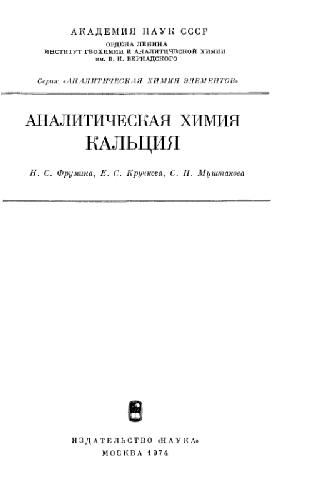 АКАДЕМИЯ НАУК СССР
ОРДЕНА ЛЕНИНА
ИНСТИТУТ ГЕОХИМИИ И АНАЛИТИЧЕСКОЙ ХИМИИ
им. В. И. ВЕРНАДСКОГО
Серия: «АНАЛИТИЧЕСКАЯ ХИМИЯ ЭЛЕМЕНТОВ»
АНАЛИТИЧЕСКАЯ ХИМИЯ
КАЛЬЦИЯ
Н. С. Фрумина, Е. С. Кручкова, С. П. Муштакова
ИЗДАТЕЛЬСТВО «НАУКА»
МОСКВА 1974